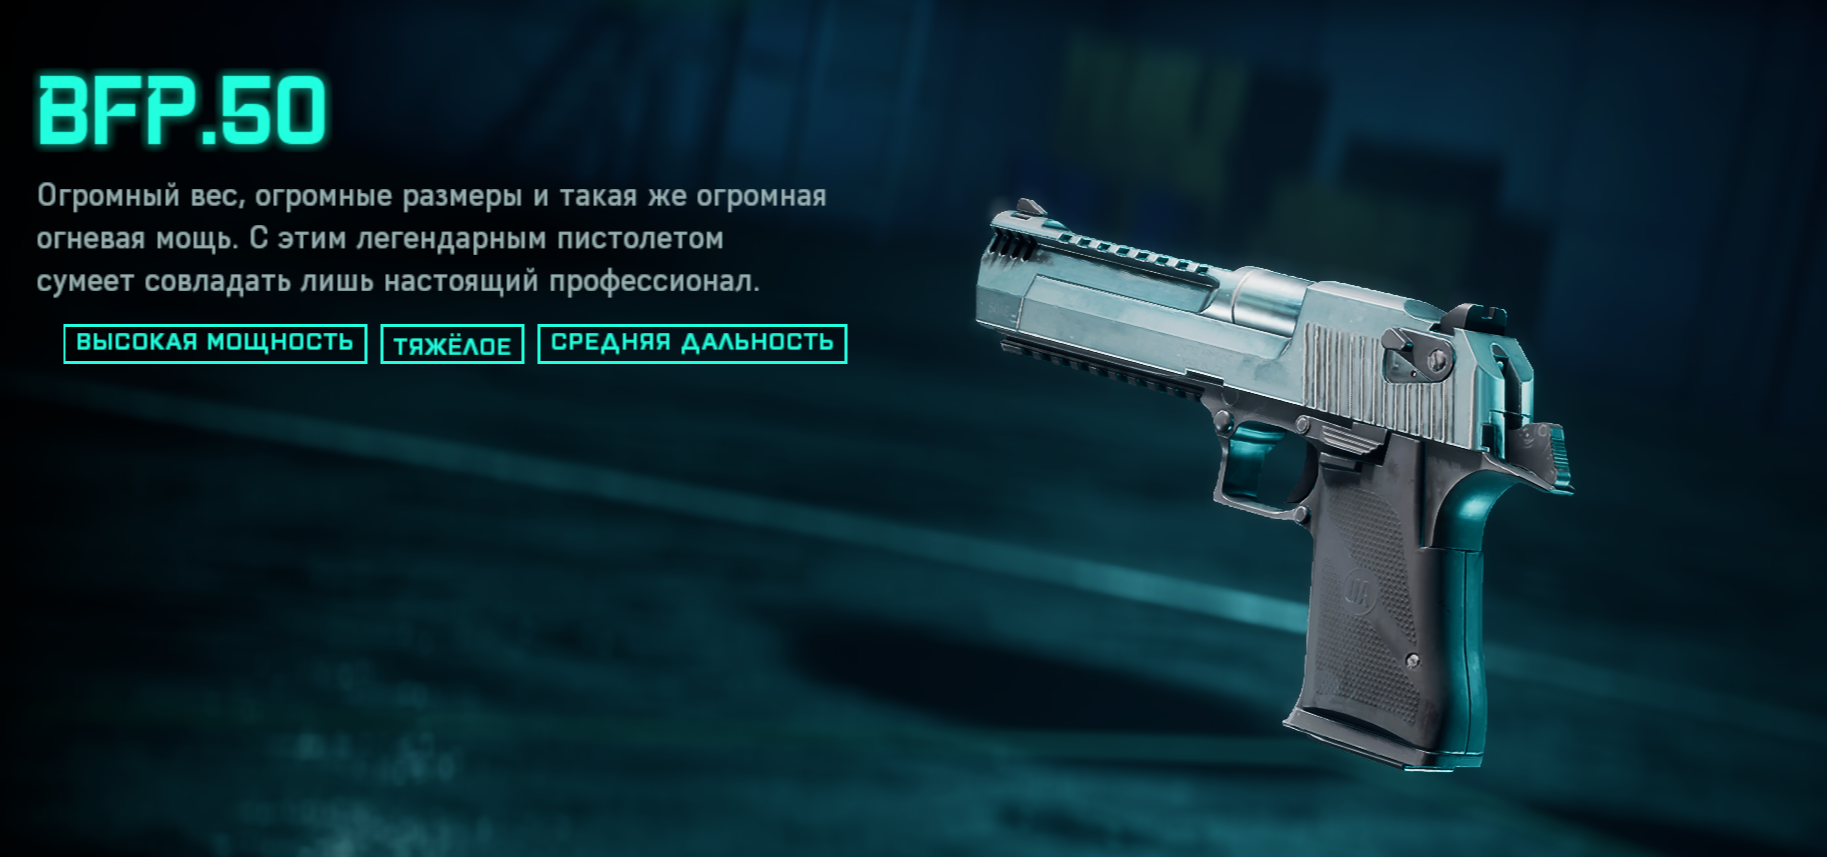 BFP.50
Огромный вес, огромные размеры и такая же огромная
огневая мощь. С этим легендарным пистолетом
сумеет совладать лишь настоящий профессионал.
ВЫСОКАЯ МОЩНОСТЬ ТЯЖЁЛОЕ СРЕДНЯЯ ДАЛЬНОСТЬ